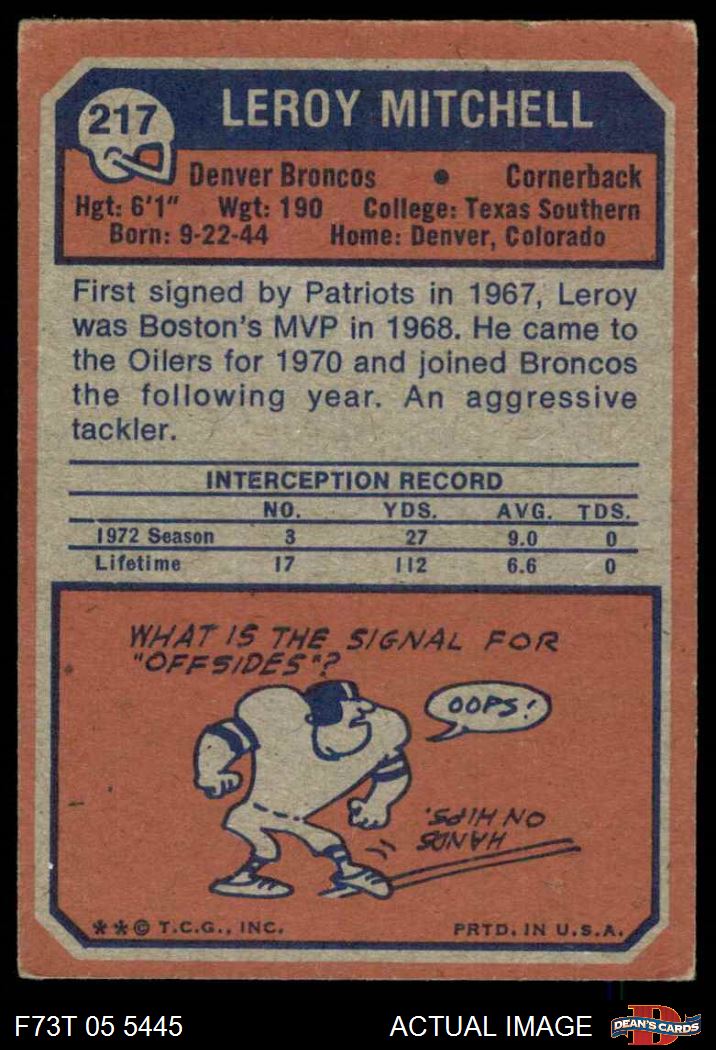 217
LEROY MITCHELL
Denver Broncos • Cornerback
Hgt: 6'1" Wgt: 190 College: Texas Southern
Born: 9-22-44 Home: Denver, Colorado
First signed by Patriots in 1967, Leroy
was Boston's MVP in 1968. He came to
the Oilers for 1970 and joined Broncos
the following year. An aggressive
tackler.
INTERCEPTION RECORD
NO. YDS. AVG. TDS.
1972 Season 3 27 9.0 0
Lifetime 17 112 6.6 0
WHAT IS THE SIGNAL FOR
"OFFSIDES"?
OOPS!
HANDS
ON HIPS.
**© T.C.G., INC. PRTD. IN U.S.A.
F73T 05 5445 ACTUAL IMAGE DEAN'S CARDS